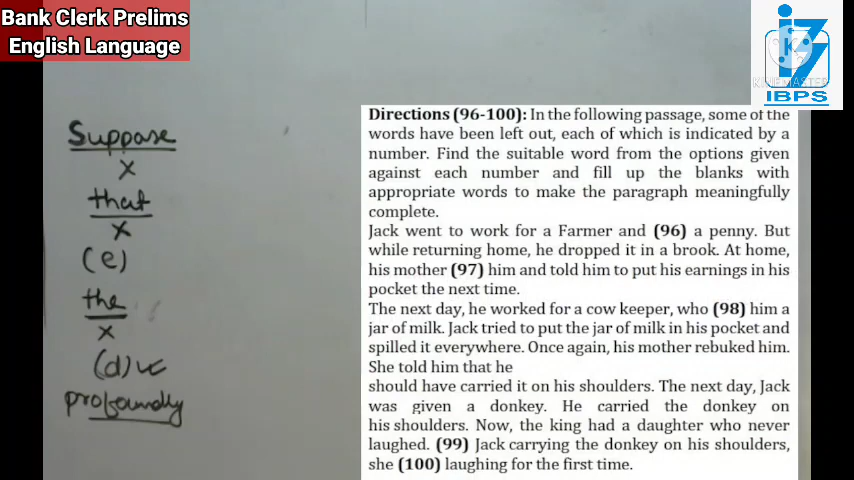 Bank Clerk Prelims
English Language
K
KINEMASTER
IBPS
Suppose
x
that
x
(e)
the
x
(d)
profoundly
Directions (96-100): In the following passage, some of the
words have been left out, each of which is indicated by a
number. Find the suitable word from the options given
against each number and fill up the blanks with
appropriate words to make the paragraph meaningfully
complete.
Jack went to work for a Farmer and (96) a penny. But
while returning home, he dropped it in a brook. At home,
his mother (97) him and told him to put his earnings in his
pocket the next time.
The next day, he worked for a cow keeper, who (98) him a
jar of milk. Jack tried to put the jar of milk in his pocket and
spilled it everywhere. Once again, his mother rebuked him.
She told him that he
should have carried it on his shoulders. The next day, Jack
was given a donkey. He carried the donkey on
his shoulders. Now, the king had a daughter who never
laughed. (99) Jack carrying the donkey on his shoulders,
she (100) laughing for the first time.